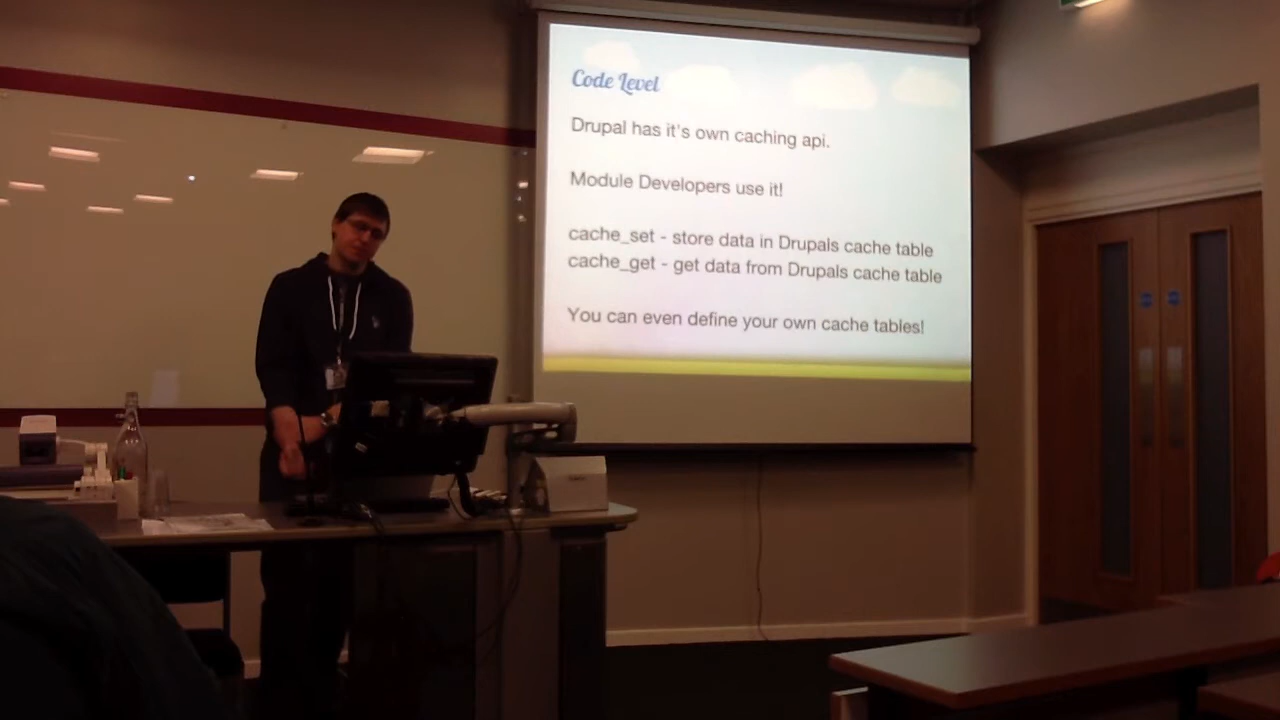 Code Level
Drupal has it's own caching api.
Module Developers use it!
cache_set - store data in Drupals cache table
cache_get - get data from Drupals cache table
You can even define your own cache tables!